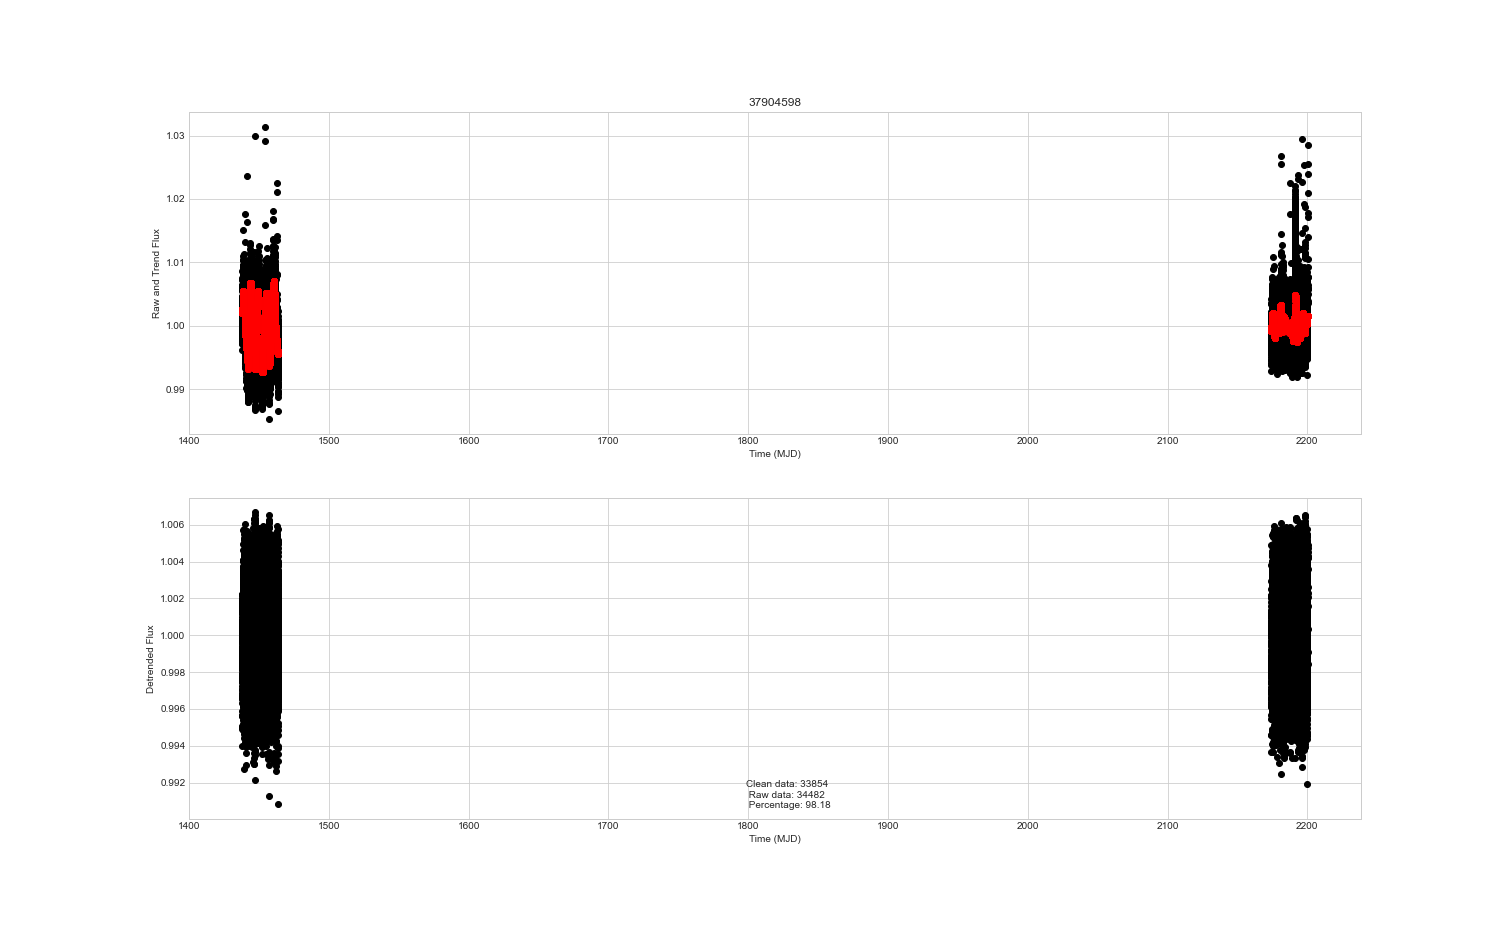 37904598
1.03
1.02
1.01
1.00
0.99
Raw and Trend Flux
1400 1500 1600 1700 1800 1900 2000 2100 2200
Time (MJD)
1.006
1.004
1.002
1.000
0.998
0.996
0.994
0.992
Detrended Flux
Clean data: 33854
Raw data: 34482
Percentage: 98.18
1400 1500 1600 1700 1800 1900 2000 2100 2200
Time (MJD)